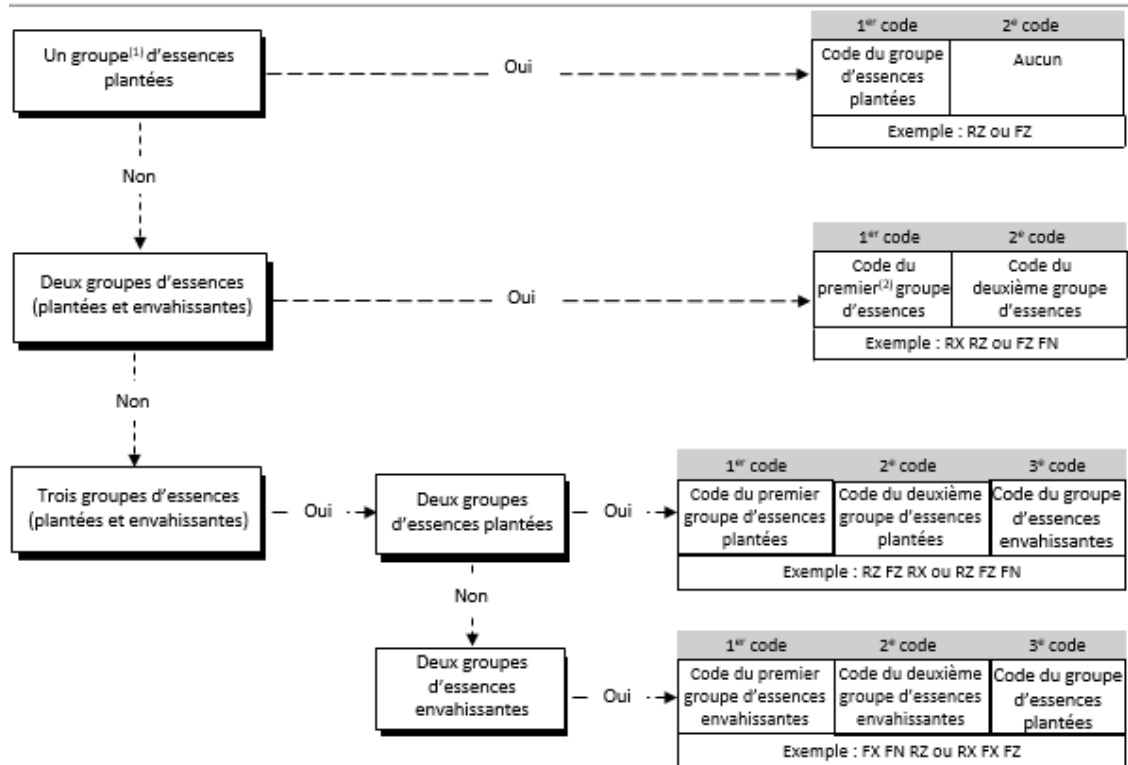 1er code 2e code
Un groupe(1) d'essences
plantées
Oui
Code du groupe
d'essences
plantées
Aucun
Exemple : RZ ou FZ
Non
1er code 2e code
Deux groupes d'essences
(plantées et envahissantes)
Oui
Code du
premier(2) groupe
d'essences
Code du
deuxième groupe
d'essences
Exemple : RX RZ ou FZ FN
Non
1er code 2e code 3e code
Trois groupes d'essences
(plantées et envahissantes)
Oui
Deux groupes
d'essences plantées
Oui
Code du premier
groupe d'essences
plantées
Code du deuxième
groupe d'essences
plantées
Code du groupe
d'essences
envahissantes
Exemple : RZ FZ RX ou RZ FZ FN
Non
1er code 2e code 3e code
Deux groupes
d'essences
envahissantes
Oui
Code du premier
groupe d'essences
envahissantes
Code du deuxième
groupe d'essences
envahissantes
Code du groupe
d'essences
plantées
Exemple : FX FN RZ ou RX FX FZ